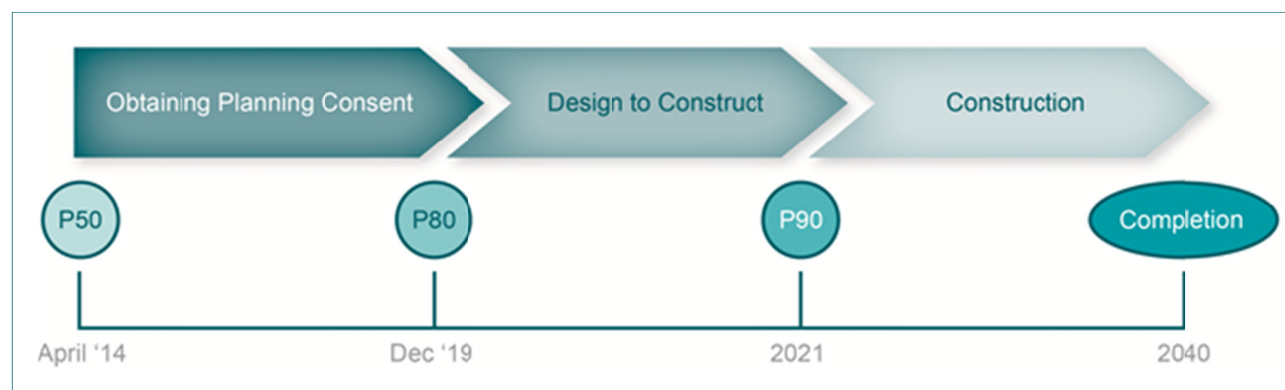 Obtaining Planning Consent
Design to Construct
Construction
P50
P80
P90
Completion
April ‘14
Dec ‘19
2021
2040